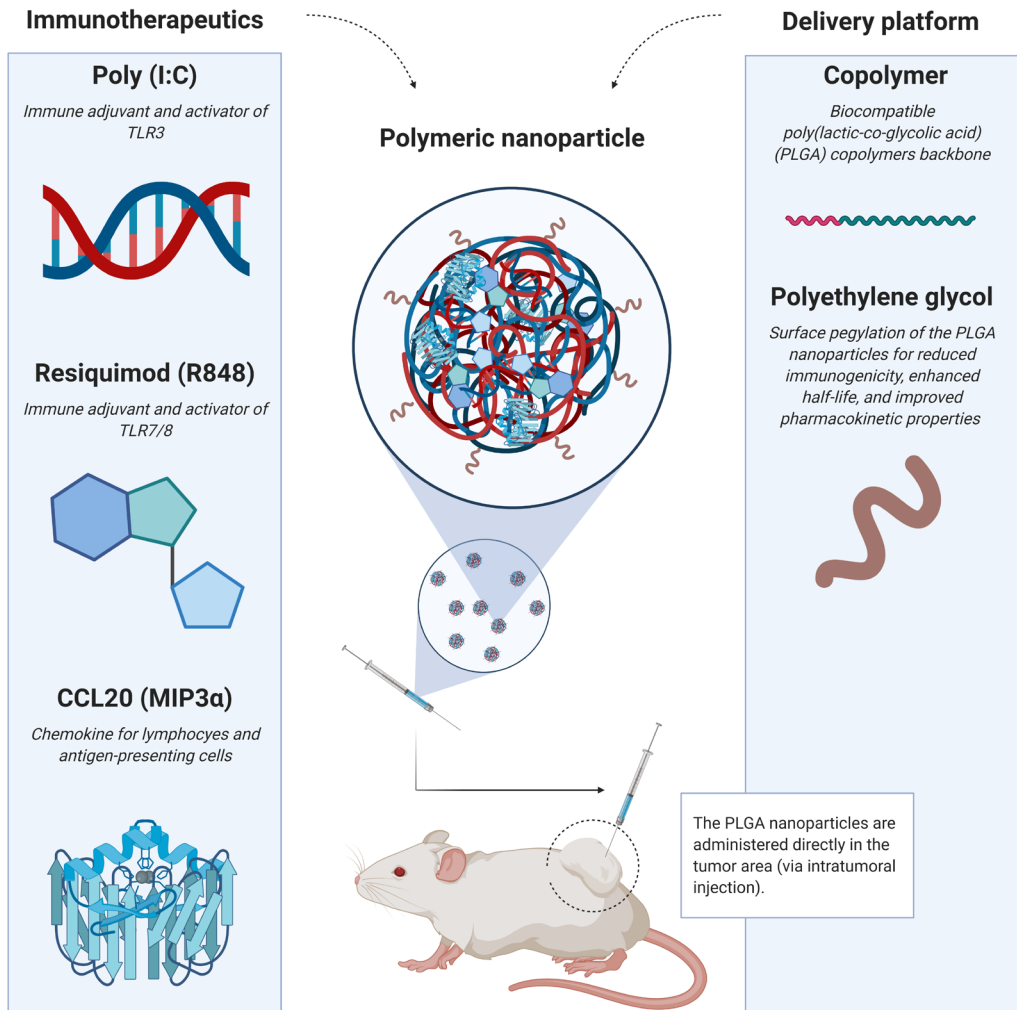 Immunotherapeutics
Delivery platform
Poly (I:C)
Immune adjuvant and activator of
TLR3
Resiquimod (R848)
Immune adjuvant and activator of
TLR7/8
CCL20 (MIP3α)
Chemokine for lymphocyes and
antigen-presenting cells
Polymeric nanoparticle
Copolymer
Biocompatible
poly(lactic-co-glycolic acid)
(PLGA) copolymers backbone
Polyethylene glycol
Surface pegylation of the PLGA
nanoparticles for reduced
immunogenicity, enhanced
half-life, and improved
pharmacokinetic properties
The PLGA nanoparticles are
administered directly in the
tumor area (via intratumoral
injection).